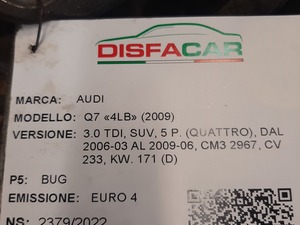 DISFACAR
MARCA: AUDI
MODELLO: Q7 «4LB» (2009)
VERSIONE: 3.0 TDI, SUV, 5 P. (QUATTRO), DAL
2006-03 AL 2009-06, CM3 2967, CV
233, KW. 171 (D)
P5: BUG
EMISSIONE: EURO 4
NS: 2379/2022